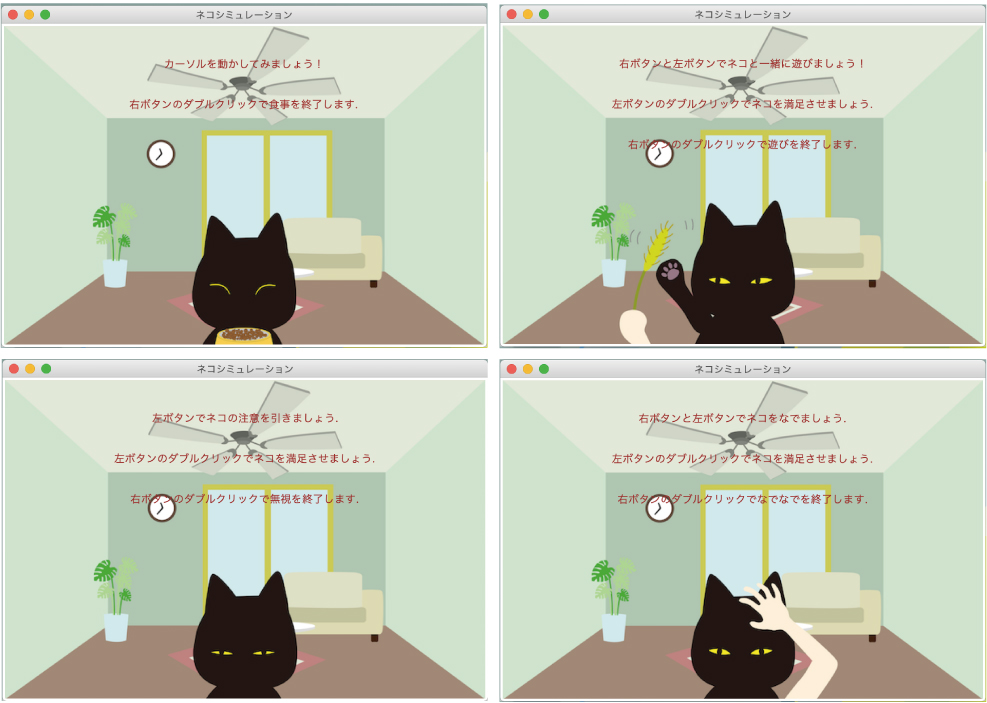 ネコシミュレーション
カーソルを動かしてみましょう！
右ボタンのダブルクリックで食事を終了します.
ネコシミュレーション
右ボタンと左ボタンでネコと一緒に遊びましょう！
左ボタンのダブルクリックでネコを満足させましょう.
右ボタンのダブルクリックで遊びを終了します.
ネコシミュレーション
左ボタンでネコの注意を引きましょう.
左ボタンのダブルクリックでネコを満足させましょう.
右ボタンのダブルクリックで無視を終了します.
ネコシミュレーション
右ボタンと左ボタンでネコをなでましょう.
左ボタンのダブルクリックでネコを満足させましょう.
右ボタンのダブルクリックでなでなでを終了します.